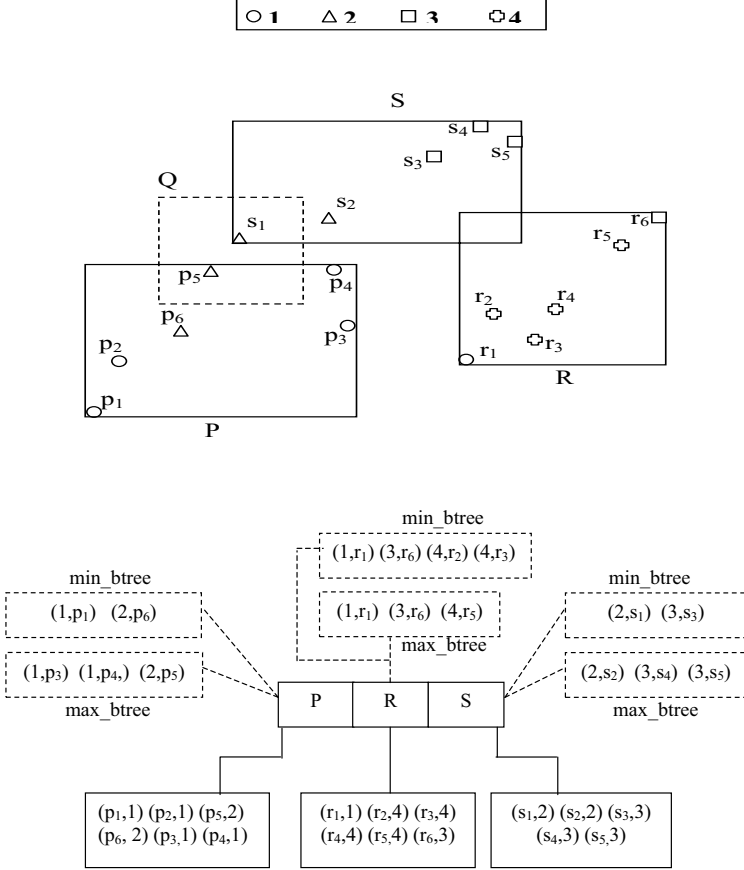 1 2 3 4
S
s4
s5
s3
Q
s2
s1
r6
r5
p5
p4
r2 r4
p6
p3
p2
r3
r1
R
p1
P
min_btree
(1,r1) (3,r6) (4,r2) (4,r3)
min_btree
(1,p1) (2,p6)
(1,r1) (3,r6) (4,r5)
max_btree
min_btree
(2,s1) (3,s3)
(1,p3) (1,p4,) (2,p5)
max_btree
(2,s2) (3,s4) (3,s5)
max_btree
P R S
(p1,1) (p2,1) (p5,2)
(p6, 2) (p3,1) (p4,1)
(r1,1) (r2,4) (r3,4)
(r4,4) (r5,4) (r6,3)
(s1,2) (s2,2) (s3,3)
(s4,3) (s5,3)